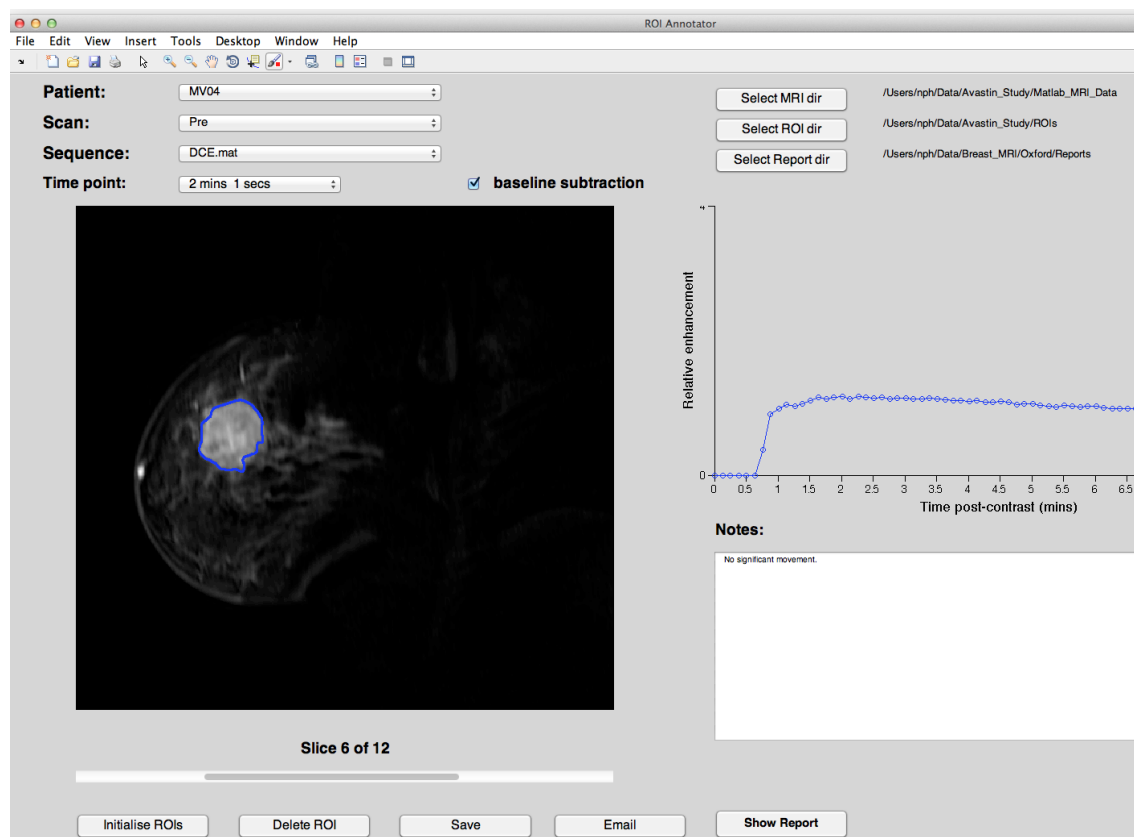 ROI Annotator
File Edit View Insert Tools Desktop Window Help
Patient: MV04
Scan: Pre
Sequence: DCE.mat
Time point: 2 mins 1 secs
baseline subtraction
Select MRI dir /Users/nph/Data/Avastin_Study/Matlab_MRI_Data
Select ROI dir /Users/nph/Data/Avastin_Study/ROIs
Select Report dir /Users/nph/Data/Breast_MRI/Oxford/Reports
4
Relative enhancement
0
0 0.5 1 1.5 2 2.5 3 3.5 4 4.5 5 5.5 6 6.5
Time post-contrast (mins)
Notes:
No significant movement.
Slice 6 of 12
Initialise ROIs Delete ROI Save Email Show Report